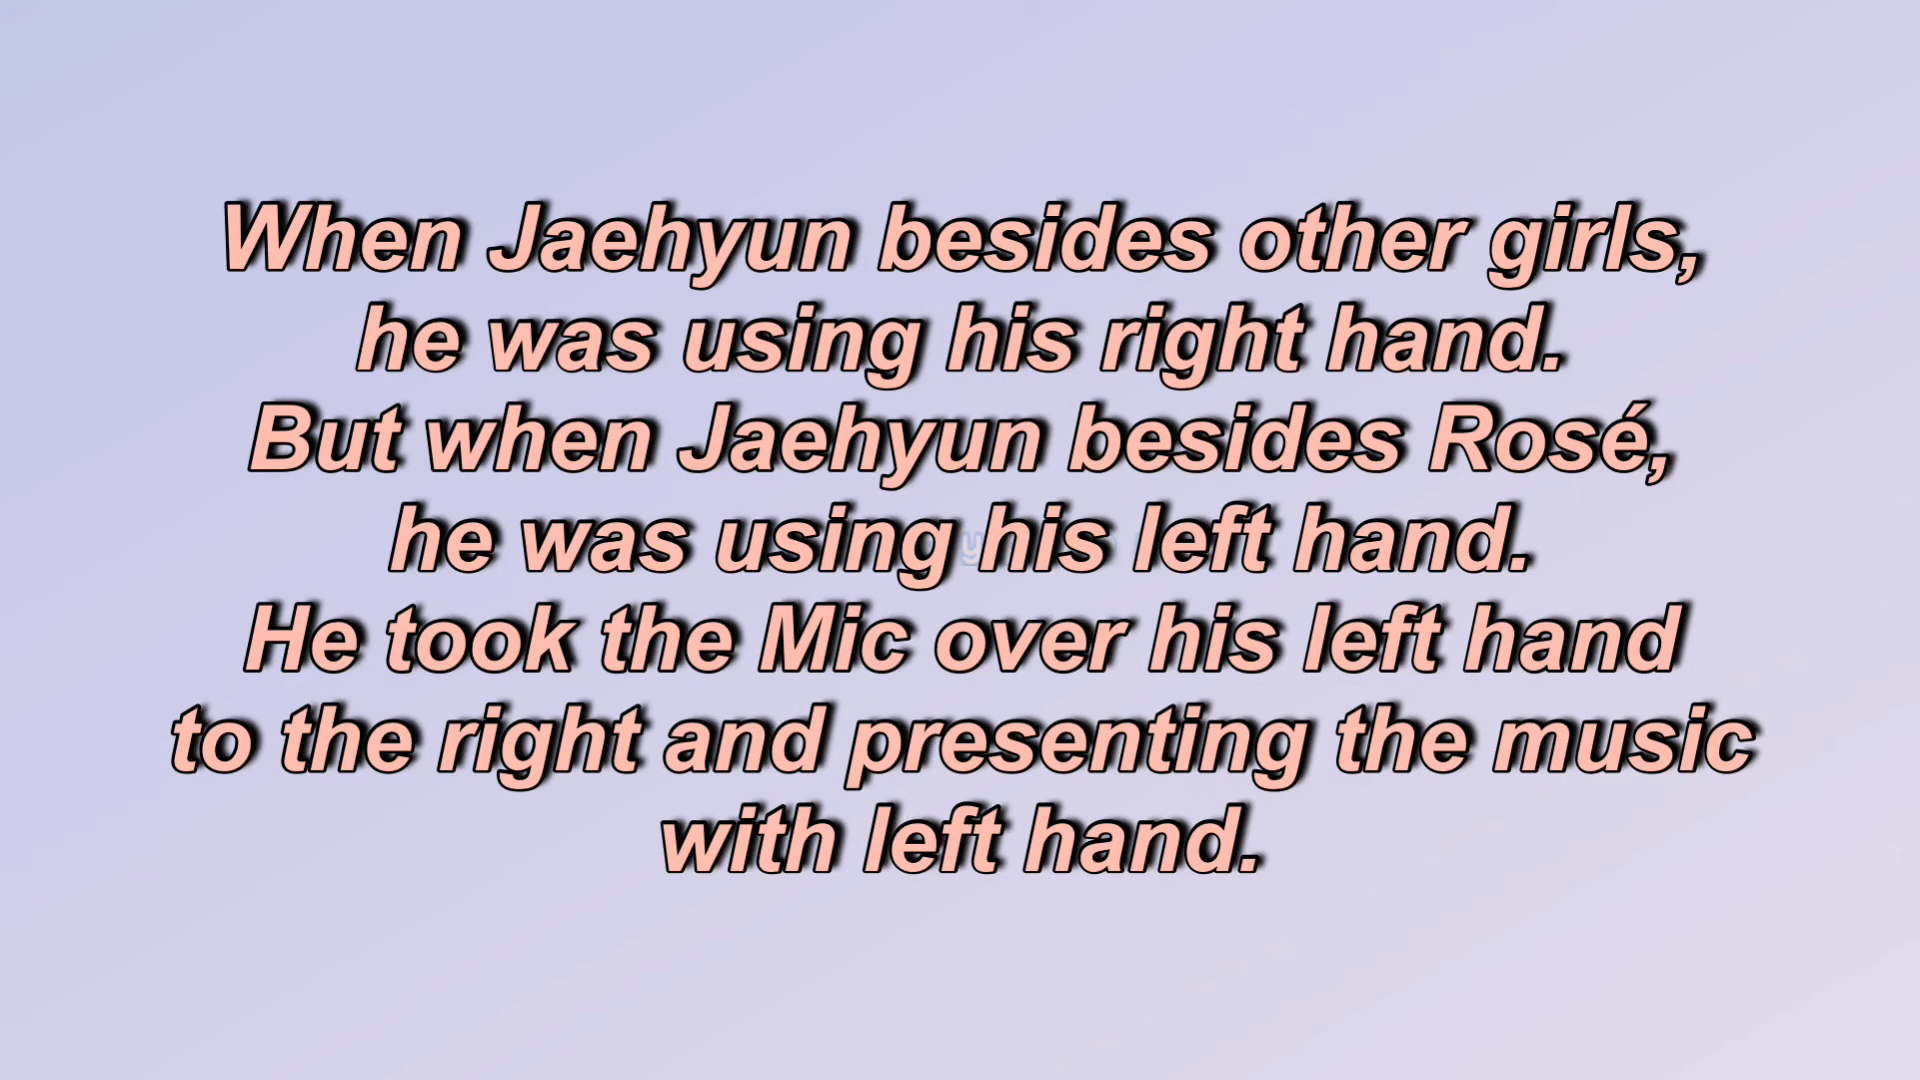 When Jaehyun besides other girls,
he was using his right hand.
But when Jaehyun besides Rosé,
he was using his left hand.
He took the Mic over his left hand
to the right and presenting the music
with left hand.